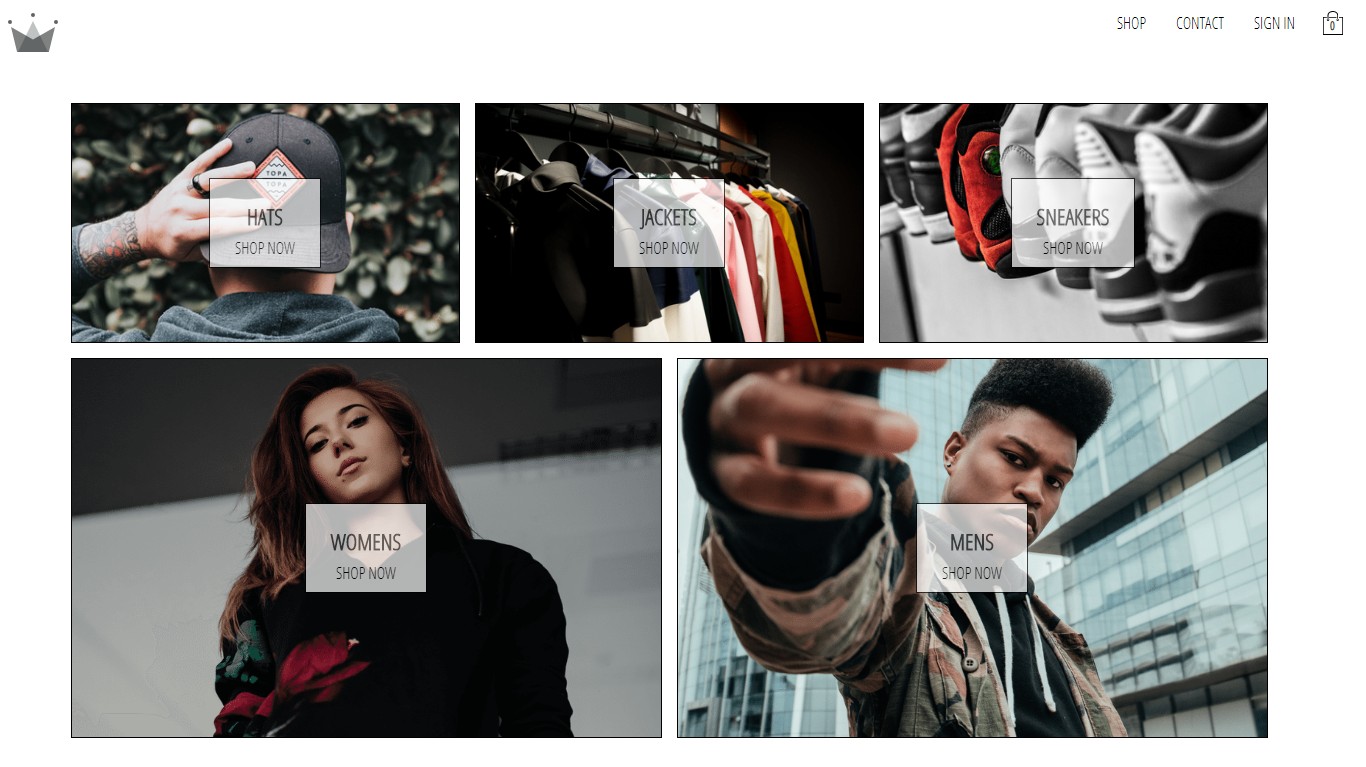 SHOP
CONTACT
SIGN IN
0
TOPA
TOPA
HATS
SHOP NOW
JACKETS
SHOP NOW
SNEAKERS
SHOP NOW
WOMENS
SHOP NOW
MENS
SHOP NOW